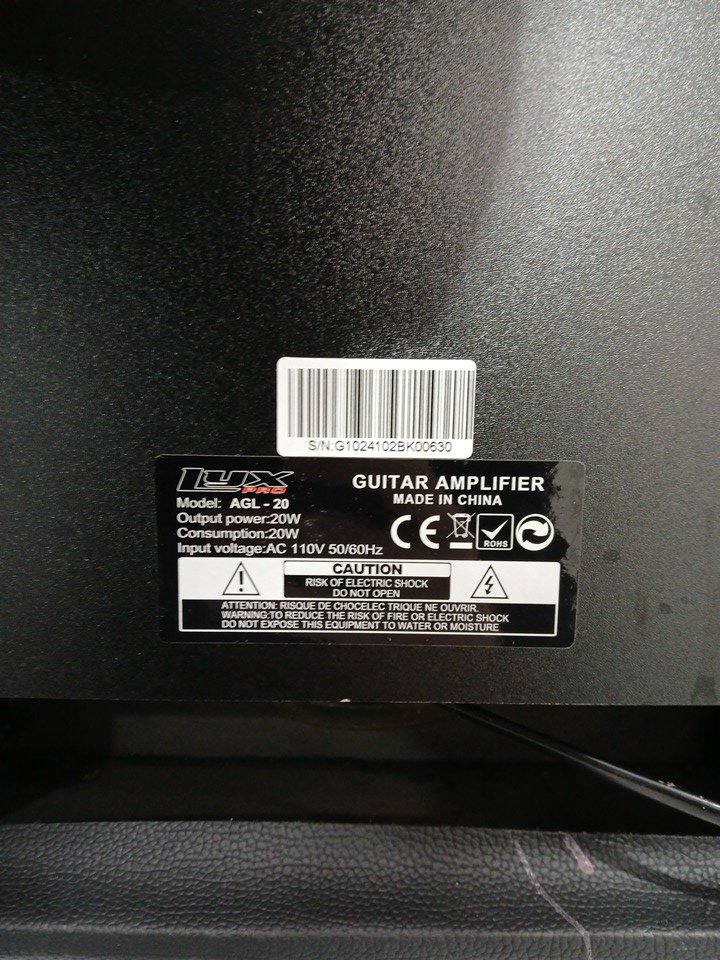 S/N:G1024102BK00630
LyX
PRO
GUITAR AMPLIFIER
MADE IN CHINA
Model: AGL - 20
Output power:20W
Consumption:20W
Input voltage:AC 110V 50/60Hz
CE
ROHS
CAUTION
RISK OF ELECTRIC SHOCK
DO NOT OPEN
ATTENTION: RISQUE DE CHOCELEC TRIQUE NE OUVRIR.
WARNING:TO REDUCE THE RISK OF FIRE OR ELECTRIC SHOCK
DO NOT EXPOSE THIS EQUIPMENT TO WATER OR MOISTURE